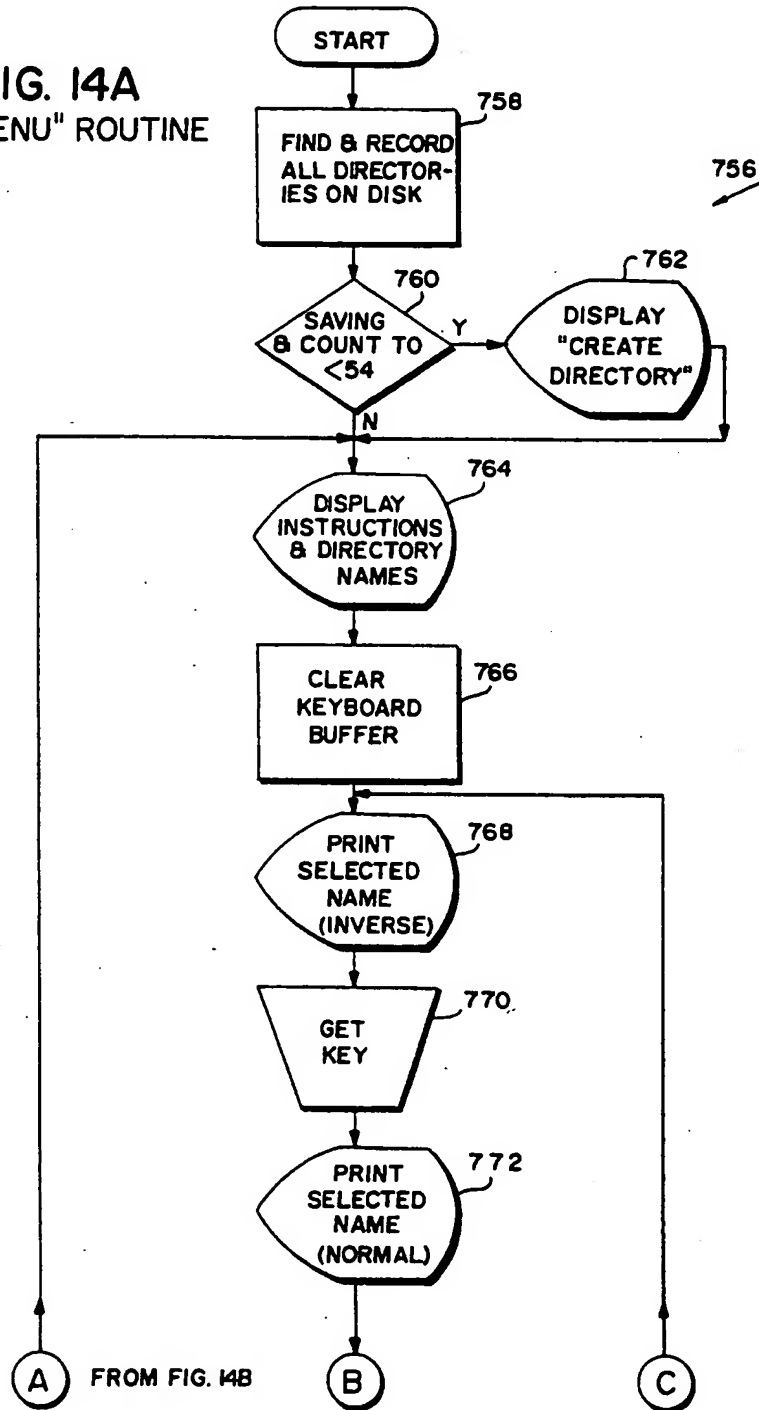 START
IG. 14A
ENU" ROUTINE
758
FIND & RECORD
ALL DIRECTOR-
IES ON DISK
756
760
762
SAVING
& COUNT TO
<54
Y
DISPLAY
"CREATE
DIRECTORY"
N
764
DISPLAY
INSTRUCTIONS
& DIRECTORY
NAMES
766
CLEAR
KEYBOARD
BUFFER
768
PRINT
SELECTED
NAME
(INVERSE)
770
GET
KEY
772
PRINT
SELECTED
NAME
(NORMAL)
A FROM FIG. 14B
B
C